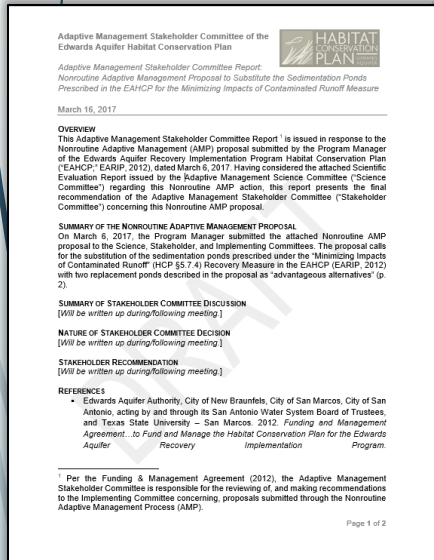 Adaptive Management Stakeholder Committee of the
Edwards Aquifer Habitat Conservation Plan
HABITAT
CONSERVATION
PLAN
Adaptive Management Stakeholder Committee Report:
Nonroutine Adaptive Management Proposal to Substitute the Sedimentation Ponds
Prescribed in the EAHCP for the Minimizing Impacts of Contaminated Runoff Measure
March 16, 2017
OVERVIEW
This Adaptive Management Stakeholder Committee Report 1 is issued in response to the
Nonroutine Adaptive Management (AMP) proposal submitted by the Program Manager
of the Edwards Aquifer Recovery Implementation Program Habitat Conservation Plan
("EAHCP;" EARIP, 2012), dated March 6, 2017. Having considered the attached Scientific
Evaluation Report issued by the Adaptive Management Science Committee ("Science
Committee") regarding this Nonroutine AMP action, this report presents the final
recommendation of the Adaptive Management Stakeholder Committee ("Stakeholder
Committee") concerning this Nonroutine AMP proposal.
SUMMARY OF THE NONROUTINE ADAPTIVE MANAGEMENT PROPOSAL
On March 6, 2017, the Program Manager submitted the attached Nonroutine AMP
proposal to the Science, Stakeholder, and Implementing Committees. The proposal calls
for the substitution of the sedimentation ponds prescribed under the "Minimizing Impacts
of Contaminated Runoff" (HCP §5.7.4) Recovery Measure in the EAHCP (EARIP, 2012)
with two replacement ponds described in the proposal as "advantageous alternatives" (p.
2).
SUMMARY OF STAKEHOLDER COMMITTEE DISCUSSION
[Will be written up during/following meeting.]
NATURE OF STAKEHOLDER COMMITTEE DECISION
[Will be written up during/following meeting.]
STAKEHOLDER RECOMMENDATION
[Will be written up during/following meeting.]
REFERENCES
• Edwards Aquifer Authority, City of New Braunfels, City of San Marcos, City of San
Antonio, acting by and through its San Antonio Water System Board of Trustees,
and Texas State University – San Marcos. 2012. Funding and Management
Agreement…to Fund and Manage the Habitat Conservation Plan for the Edwards
Aquifer Recovery Implementation Program.
1 Per the Funding & Management Agreement (2012), the Adaptive Management
Stakeholder Committee is responsible for the reviewing of, and making recommendations
to the Implementing Committee concerning, proposals submitted through the Nonroutine
Adaptive Management Process (AMP).
Page 1 of 2
DRAFT